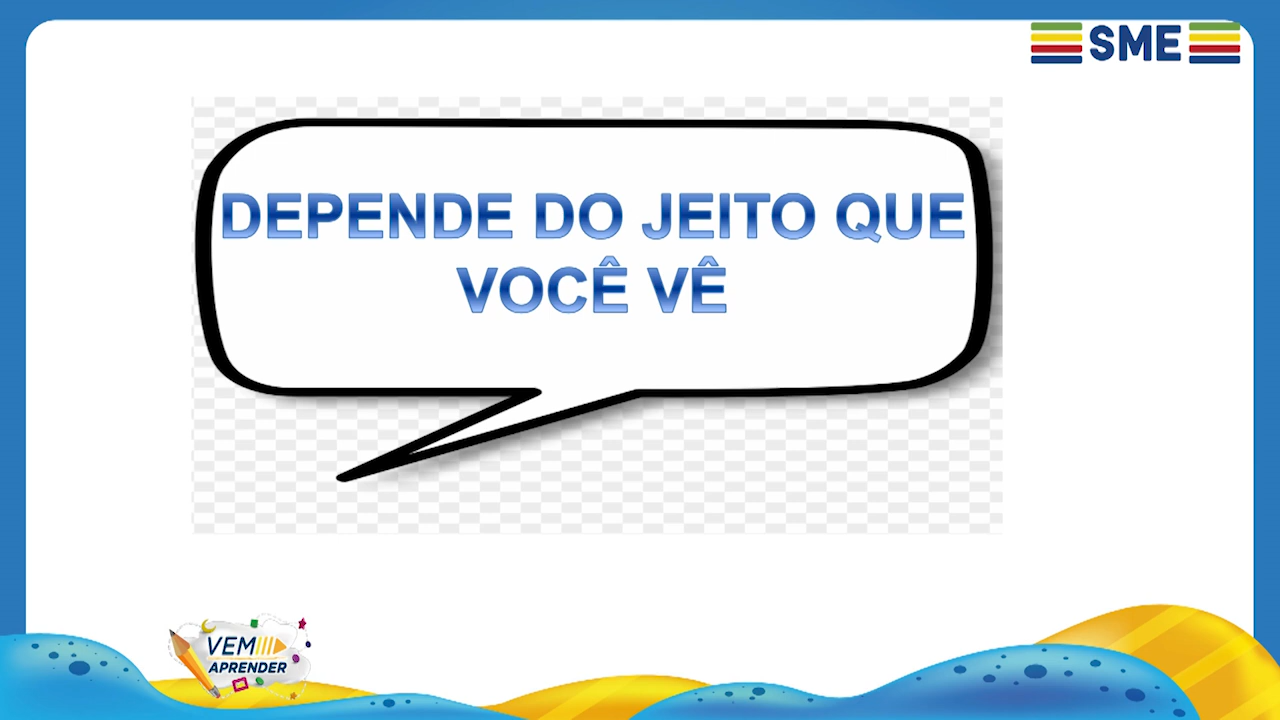 SME
DEPENDE DO JEITO QUE
VOCÊ VÊ
VEM
APRENDER